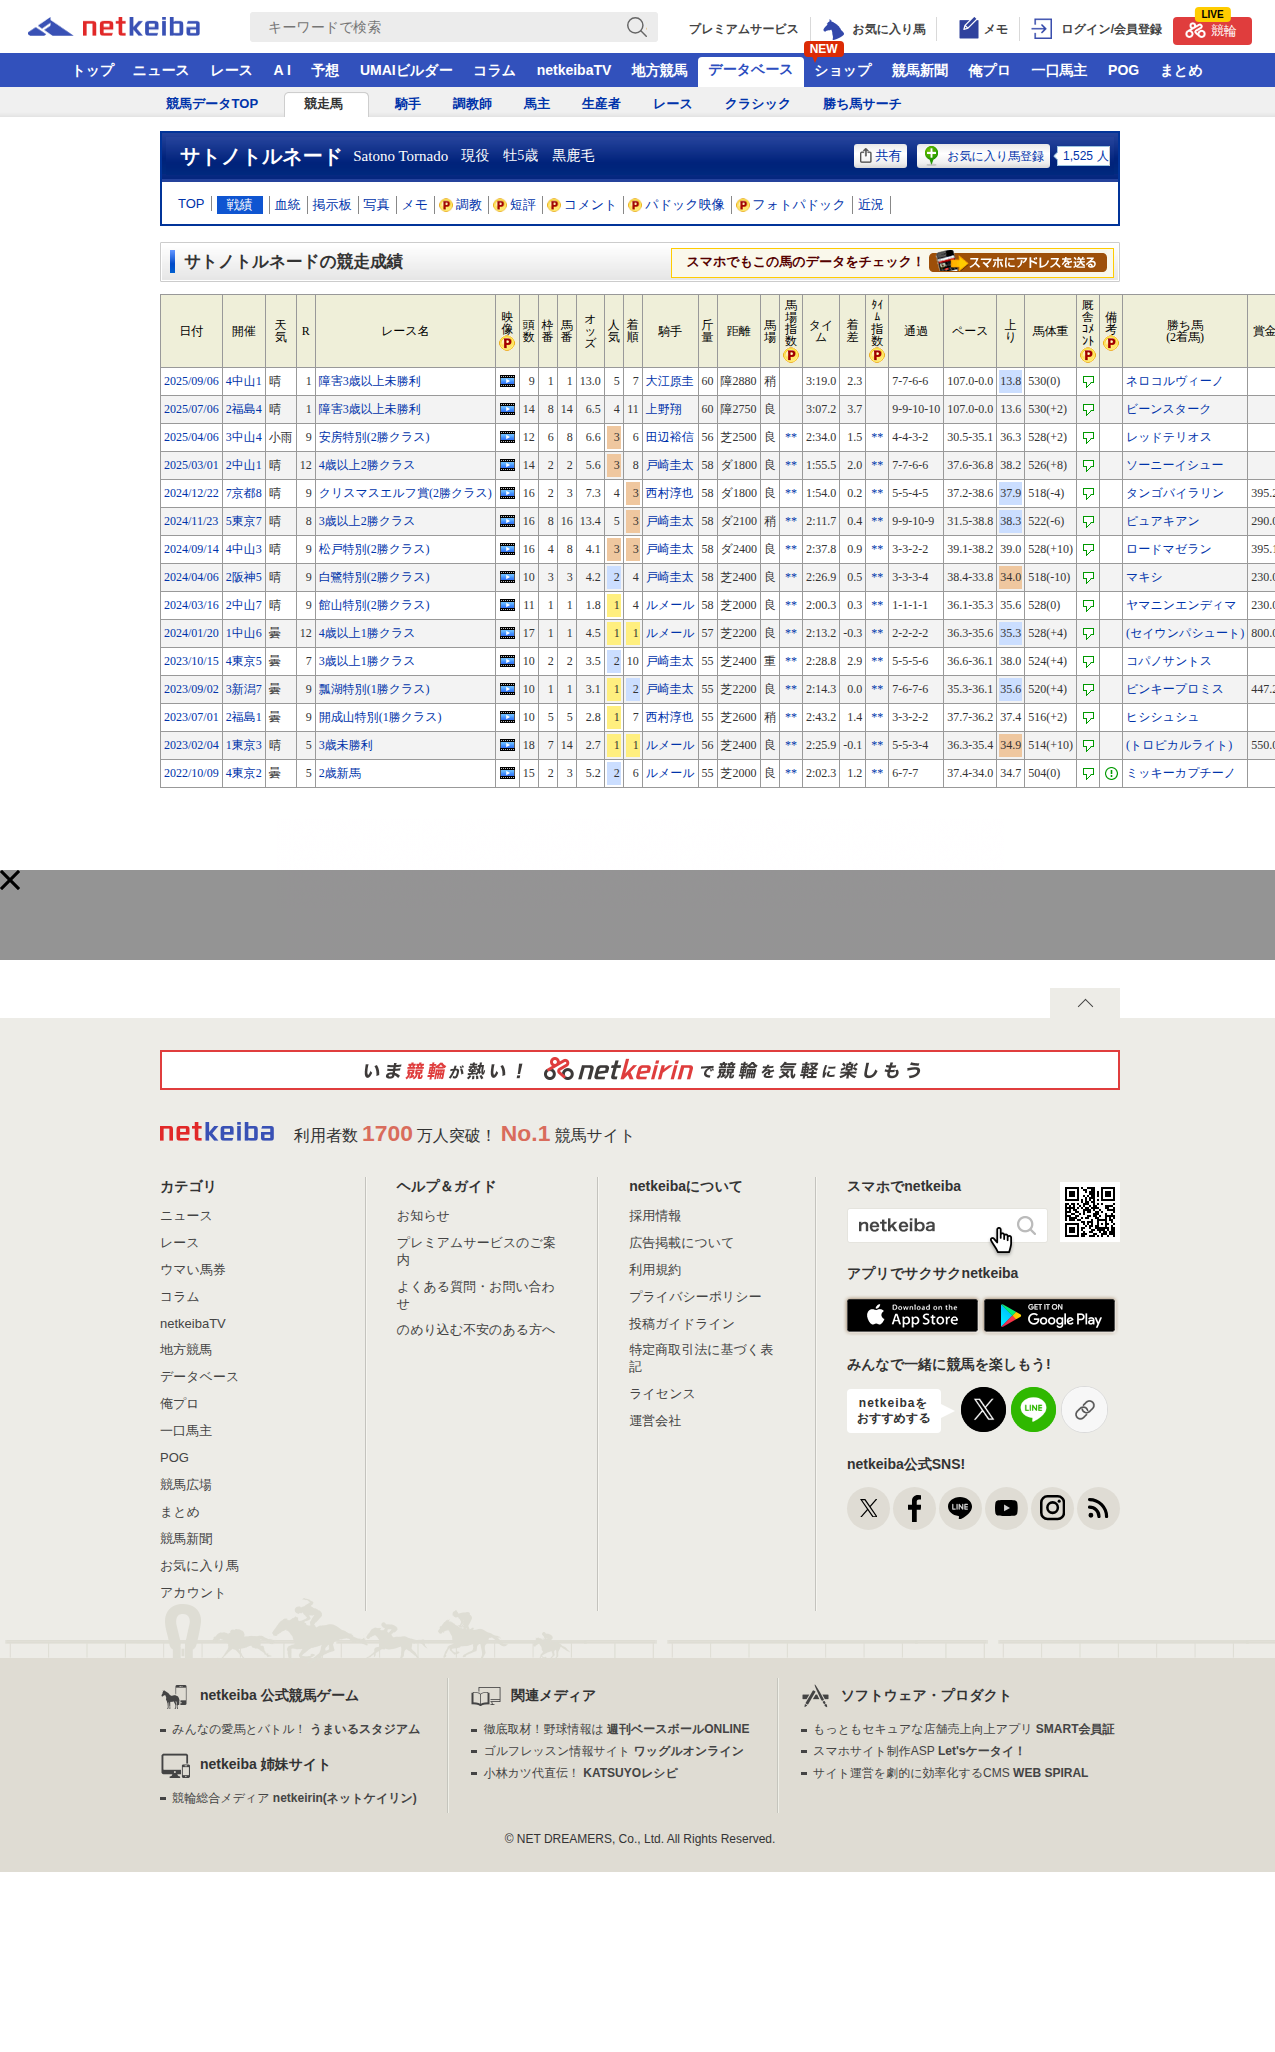 netkeiba
キーワードで検索
プレミアムサービス
お気に入り馬
メモ
ログイン/会員登録
LIVE
競輪
NEW
トップ ニュース レース A I 予想 UMAIビルダー コラム netkeibaTV 地方競馬 データベース ショップ 競馬新聞 俺プロ 一口馬主 POG まとめ
競馬データTOP 競走馬 騎手 調教師 馬主 生産者 レース クラシック 勝ち馬サーチ
サトノトルネード Satono Tornado 現役 牡5歳 黒鹿毛
共有 お気に入り馬登録 1,525 人
TOP 戦績 血統 掲示板 写真 メモ P 調教 P 短評 P コメント P パドック映像 P フォトパドック 近況
サトノトルネードの競走成績
スマホでもこの馬のデータをチェック！ スマホにアドレスを送る
日付 開催 天気 R レース名 映像 P 頭数 枠番 馬番 オッズ 人気 着順 騎手 斤量 距離 馬場 馬場指数 P タイム 着差 ﾀｲﾑ指数 P 通過 ペース 上り 馬体重 厩舎ｺﾒﾝﾄ P 備考 P 勝ち馬(2着馬) 賞金
2025/09/06 4中山1 晴 1 障害3歳以上未勝利 9 1 1 13.0 5 7 大江原圭 60 障2880 稍 3:19.0 2.3 7-7-6-6 107.0-0.0 13.8 530(0) ネロコルヴィーノ
2025/07/06 2福島4 晴 1 障害3歳以上未勝利 14 8 14 6.5 4 11 上野翔 60 障2750 良 3:07.2 3.7 9-9-10-10 107.0-0.0 13.6 530(+2) ビーンスターク
2025/04/06 3中山4 小雨 9 安房特別(2勝クラス) 12 6 8 6.6 3 6 田辺裕信 56 芝2500 良 ** 2:34.0 1.5 ** 4-4-3-2 30.5-35.1 36.3 528(+2) レッドテリオス
2025/03/01 2中山1 晴 12 4歳以上2勝クラス 14 2 2 5.6 3 8 戸崎圭太 58 ダ1800 良 ** 1:55.5 2.0 ** 7-7-6-6 37.6-36.8 38.2 526(+8) ソーニーイシュー
2024/12/22 7京都8 晴 9 クリスマスエルフ賞(2勝クラス) 16 2 3 7.3 4 3 西村淳也 58 ダ1800 良 ** 1:54.0 0.2 ** 5-5-4-5 37.2-38.6 37.9 518(-4) タンゴバイラリン 395.2
2024/11/23 5東京7 晴 8 3歳以上2勝クラス 16 8 16 13.4 5 3 戸崎圭太 58 ダ2100 稍 ** 2:11.7 0.4 ** 9-9-10-9 31.5-38.8 38.3 522(-6) ピュアキアン 290.0
2024/09/14 4中山3 晴 9 松戸特別(2勝クラス) 16 4 8 4.1 3 3 戸崎圭太 58 ダ2400 良 ** 2:37.8 0.9 ** 3-3-2-2 39.1-38.2 39.0 528(+10) ロードマゼラン 395.1
2024/04/06 2阪神5 晴 9 白鷺特別(2勝クラス) 10 3 3 4.2 2 4 戸崎圭太 58 芝2400 良 ** 2:26.9 0.5 ** 3-3-3-4 38.4-33.8 34.0 518(-10) マキシ 230.0
2024/03/16 2中山7 晴 9 館山特別(2勝クラス) 11 1 1 1.8 1 4 ルメール 58 芝2000 良 ** 2:00.3 0.3 ** 1-1-1-1 36.1-35.3 35.6 528(0) ヤマニンエンディマ 230.0
2024/01/20 1中山6 曇 12 4歳以上1勝クラス 17 1 1 4.5 1 1 ルメール 57 芝2200 良 ** 2:13.2 -0.3 ** 2-2-2-2 36.3-35.6 35.3 528(+4) (セイウンパシュート) 800.0
2023/10/15 4東京5 曇 7 3歳以上1勝クラス 10 2 2 3.5 2 10 戸崎圭太 55 芝2400 重 ** 2:28.8 2.9 ** 5-5-5-6 36.6-36.1 38.0 524(+4) コパノサントス
2023/09/02 3新潟7 曇 9 瓢湖特別(1勝クラス) 10 1 1 3.1 1 2 戸崎圭太 55 芝2200 良 ** 2:14.3 0.0 ** 7-6-7-6 35.3-36.1 35.6 520(+4) ピンキープロミス 447.2
2023/07/01 2福島1 曇 9 開成山特別(1勝クラス) 10 5 5 2.8 1 7 西村淳也 55 芝2600 稍 ** 2:43.2 1.4 ** 3-3-2-2 37.7-36.2 37.4 516(+2) ヒシシュシュ
2023/02/04 1東京3 晴 5 3歳未勝利 18 7 14 2.7 1 1 ルメール 56 芝2400 良 ** 2:25.9 -0.1 ** 5-5-3-4 36.3-35.4 34.9 514(+10) (トロピカルライト) 550.0
2022/10/09 4東京2 曇 5 2歳新馬 15 2 3 5.2 2 6 ルメール 55 芝2000 良 ** 2:02.3 1.2 ** 6-7-7 37.4-34.0 34.7 504(0) ミッキーカプチーノ
いま競輪が熱い！ netkeirinで競輪を気軽に楽しもう
netkeiba 利用者数 1700 万人突破！ No.1 競馬サイト
カテゴリ
ニュース
レース
ウマい馬券
コラム
netkeibaTV
地方競馬
データベース
俺プロ
一口馬主
POG
競馬広場
まとめ
競馬新聞
お気に入り馬
アカウント
ヘルプ＆ガイド
お知らせ
プレミアムサービスのご案
内
よくある質問・お問い合わ
せ
のめり込む不安のある方へ
netkeibaについて
採用情報
広告掲載について
利用規約
プライバシーポリシー
投稿ガイドライン
特定商取引法に基づく表
記
ライセンス
運営会社
スマホでnetkeiba
netkeiba
アプリでサクサクnetkeiba
Download on the
App Store
GET IT ON
Google Play
みんなで一緒に競馬を楽しもう!
netkeibaを
おすすめする
LINE
netkeiba公式SNS!
LINE
netkeiba 公式競馬ゲーム
みんなの愛馬とバトル！ うまいるスタジアム
netkeiba 姉妹サイト
競輪総合メディア netkeirin(ネットケイリン)
関連メディア
徹底取材！野球情報は 週刊ベースボールONLINE
ゴルフレッスン情報サイト ワッグルオンライン
小林カツ代直伝！ KATSUYOレシピ
ソフトウェア・プロダクト
もっともセキュアな店舗売上向上アプリ SMART会員証
スマホサイト制作ASP Let'sケータイ！
サイト運営を劇的に効率化するCMS WEB SPIRAL
© NET DREAMERS, Co., Ltd. All Rights Reserved.